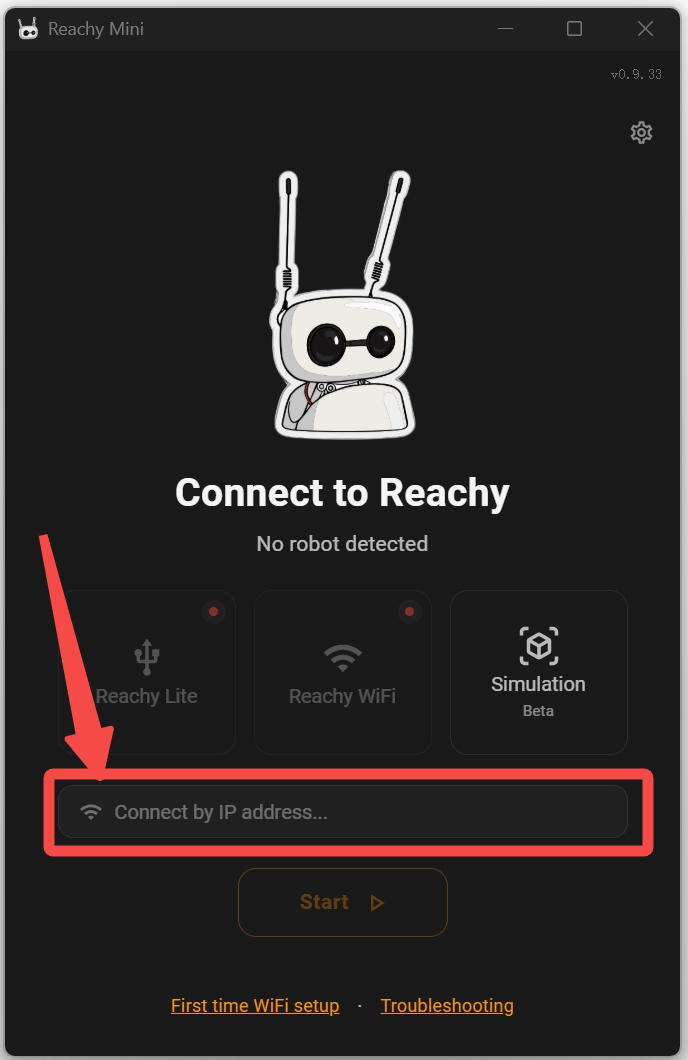 Reachy Mini
v0.9.33
Connect to Reachy
No robot detected
Reachy Lite
Reachy WiFi
Simulation
Beta
Connect by IP address...
Start
First time WiFi setup · Troubleshooting